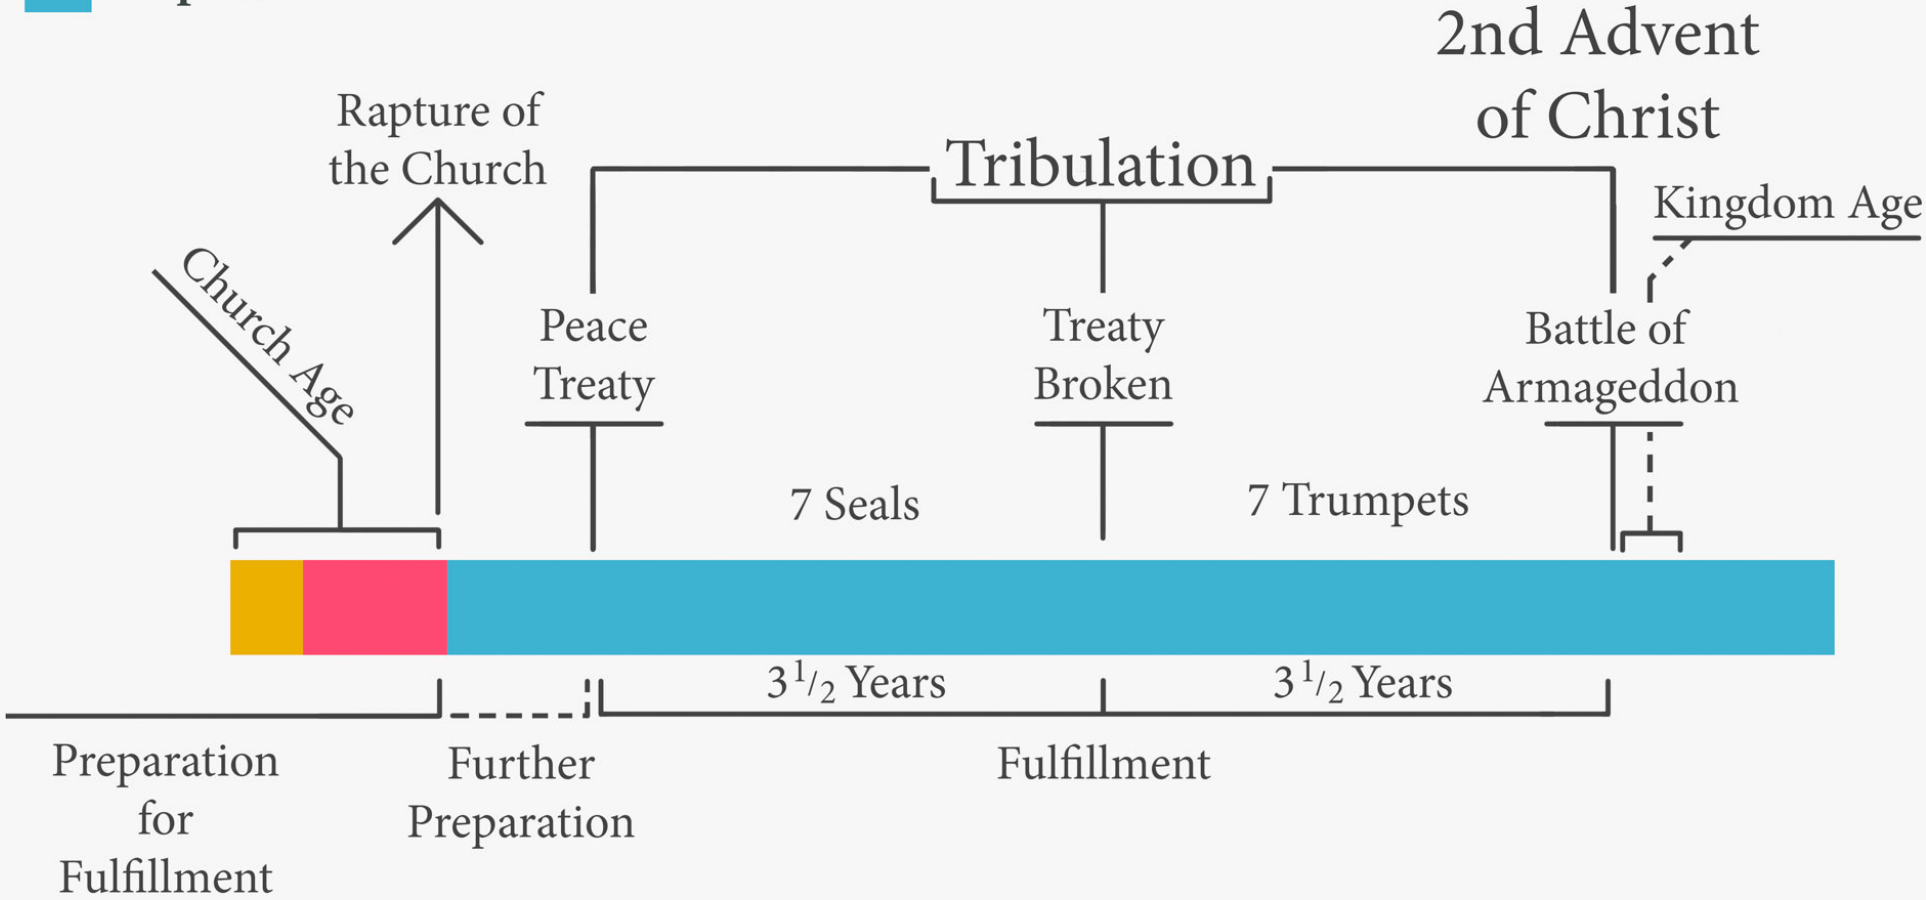 2nd Advent
of Christ
Rapture of
the Church
Tribulation
Kingdom Age
Church Age
Peace
Treaty
Treaty
Broken
Battle of
Armageddon
7 Seals
7 Trumpets
3 1/2 Years
3 1/2 Years
Preparation
for
Fulfillment
Further
Preparation
Fulfillment